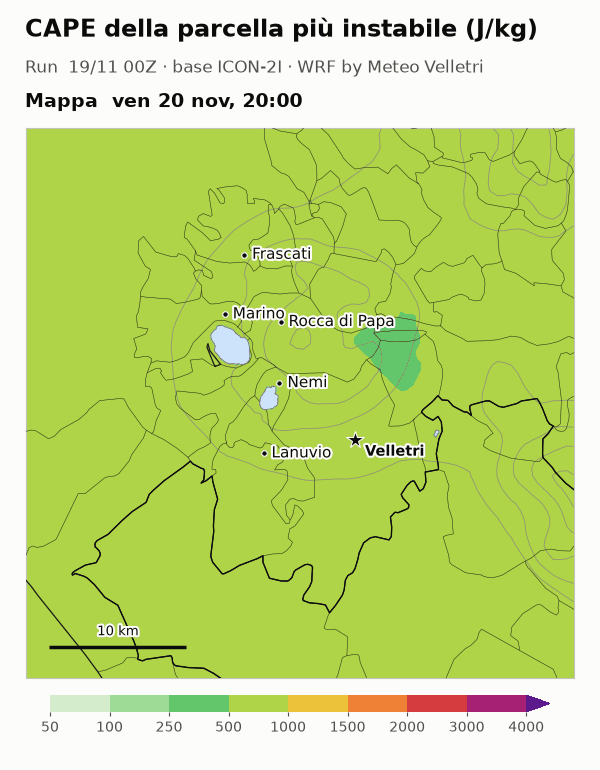 CAPE della parcella più instabile (J/kg)
Run 19/11 00Z · base ICON-2I · WRF by Meteo Velletri
Mappa ven 20 nov, 20:00
Frascati
Marino
Rocca di Papa
Nemi
Velletri
Lanuvio
10 km
50 100 250 500 1000 1500 2000 3000 4000